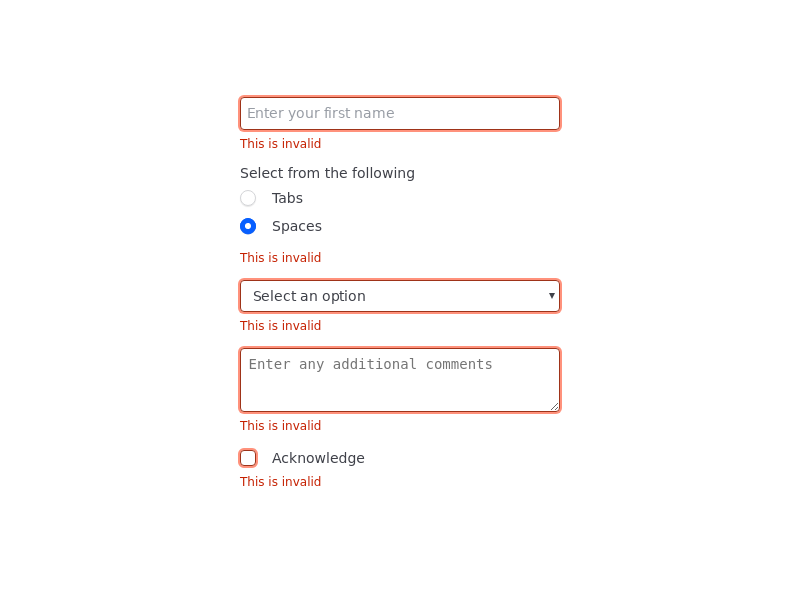 Enter your first name
This is invalid
Select from the following
Tabs
Spaces
This is invalid
Select an option
This is invalid
Enter any additional comments
This is invalid
Acknowledge
This is invalid